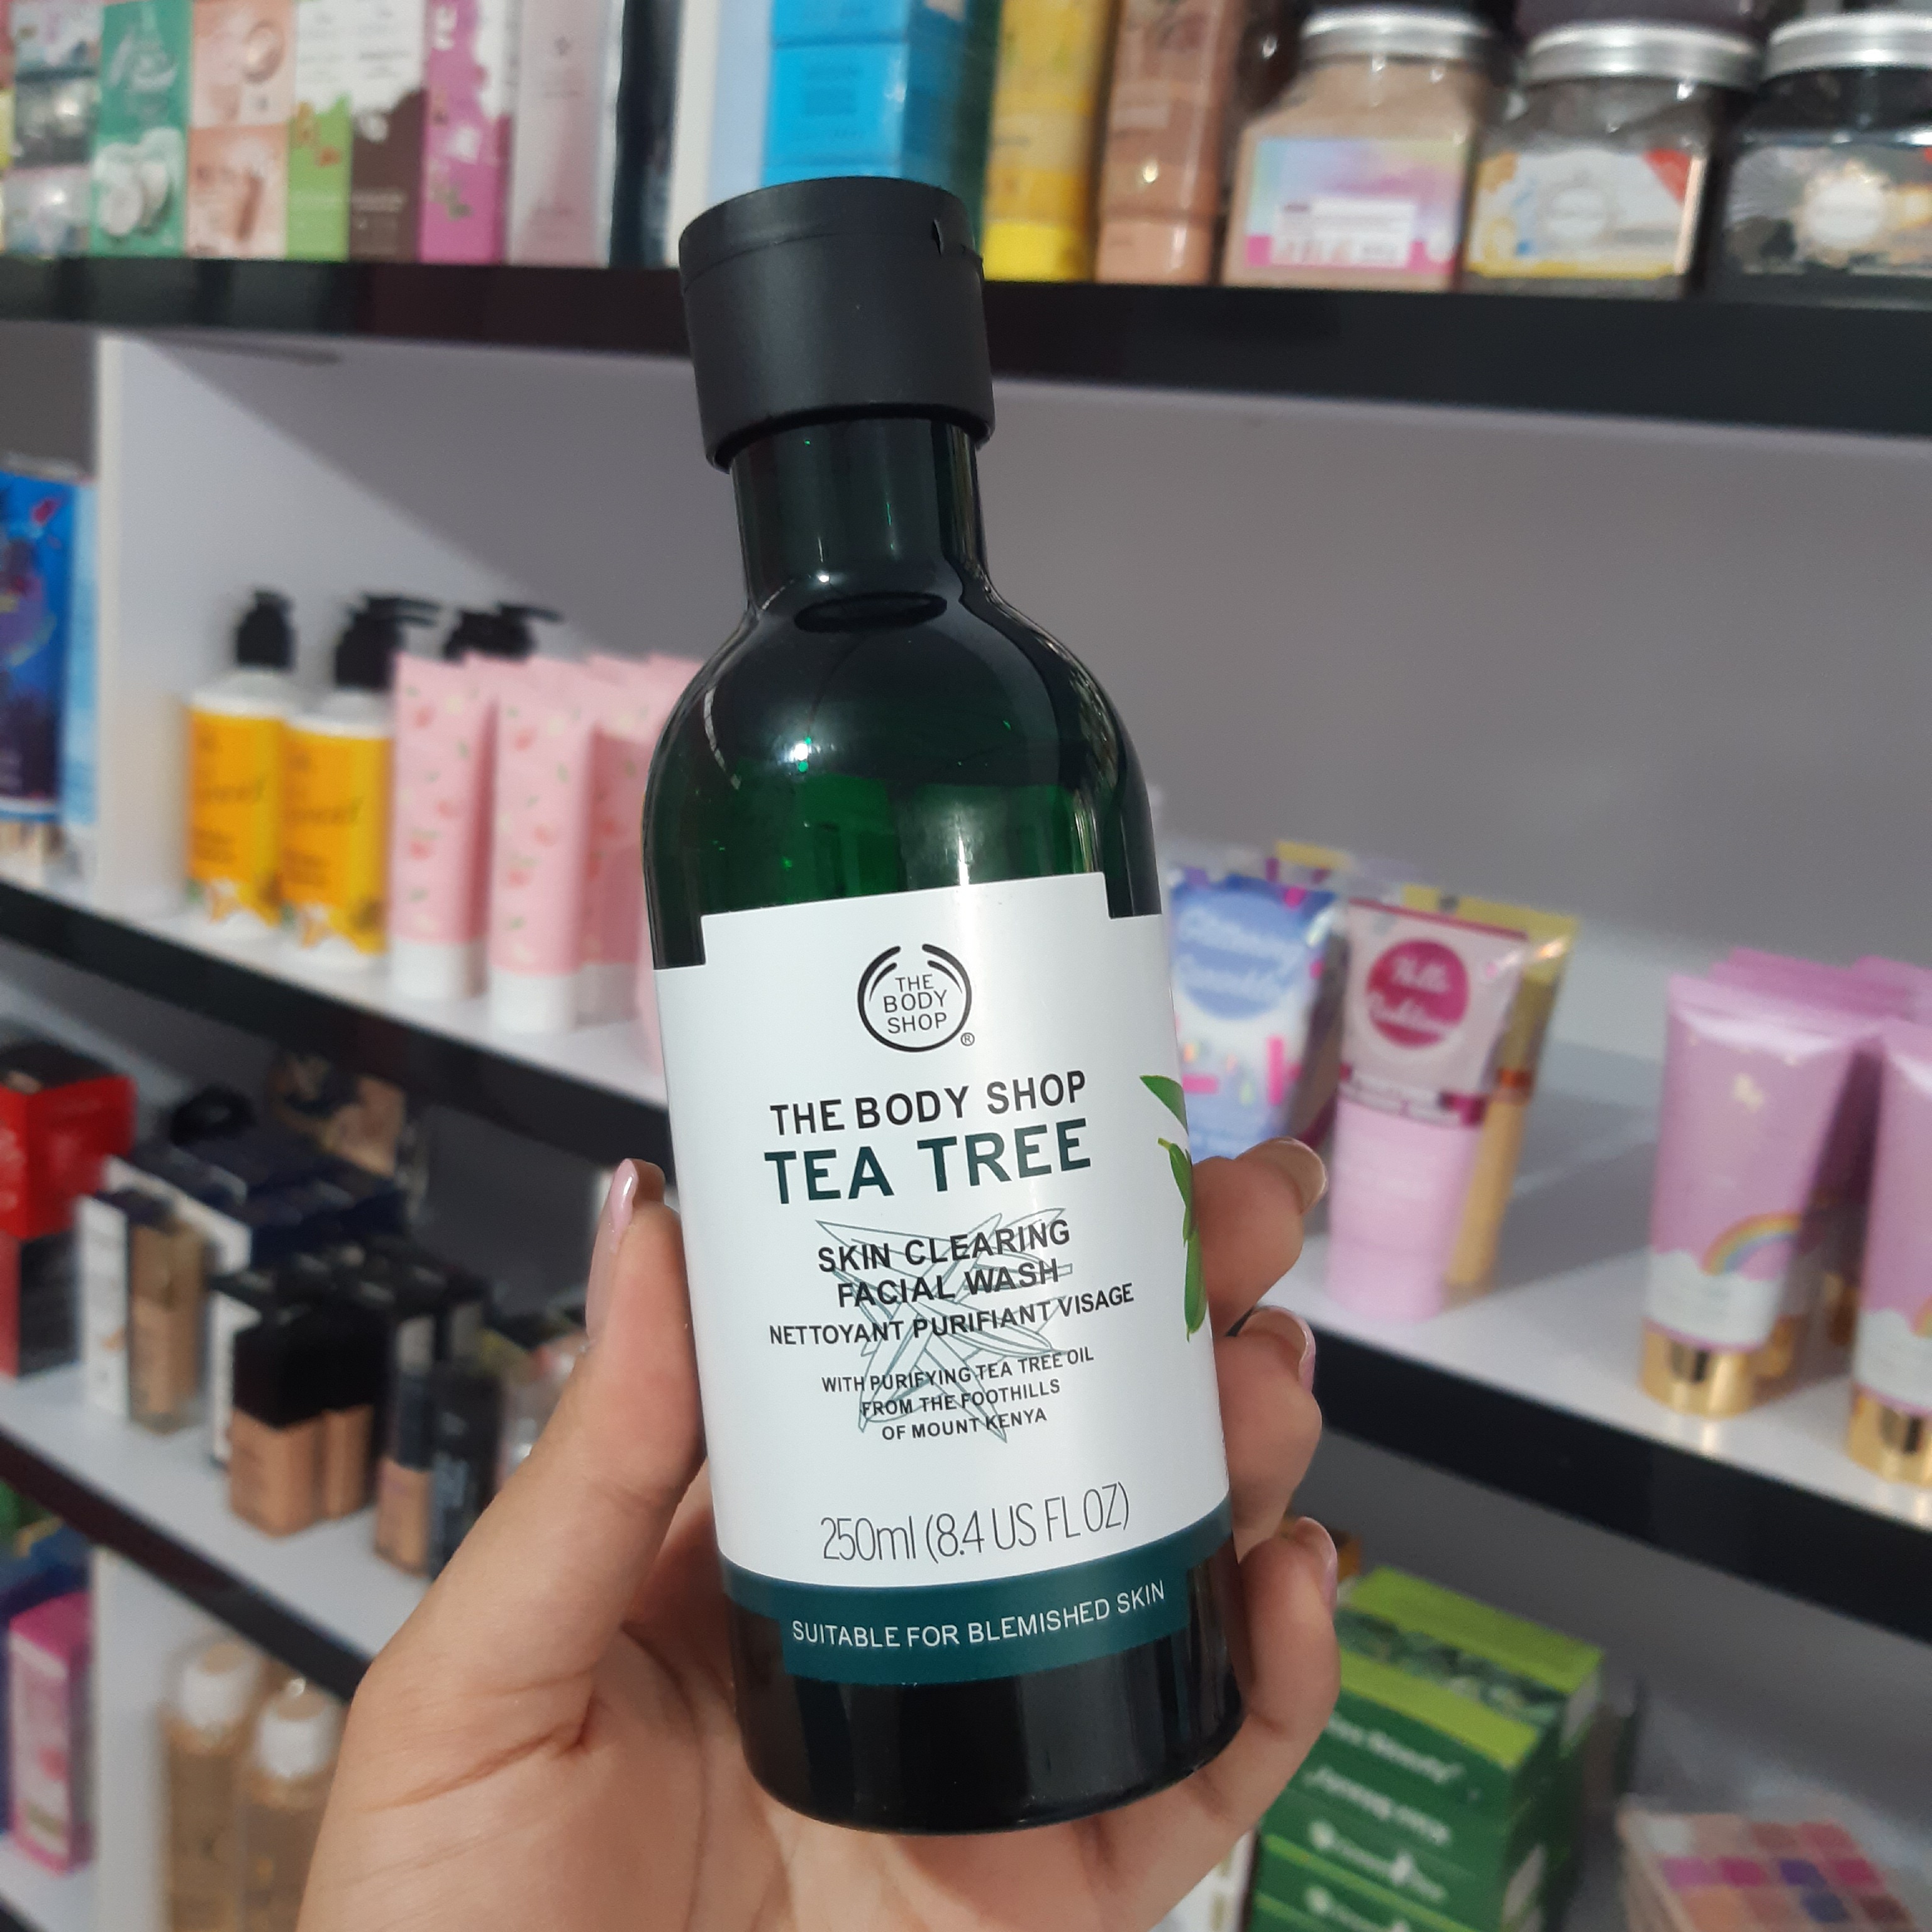 THE
BODY
SHOP
®
THE BODY SHOP
TEA TREE
SKIN CLEARING
FACIAL WASH
NETTOYANT PURIFIANT VISAGE
WITH PURIFYING TEA TREE OIL
FROM THE FOOTHILLS
OF MOUNT KENYA
250ml (8.4 US FL OZ)
SUITABLE FOR BLEMISHED SKIN